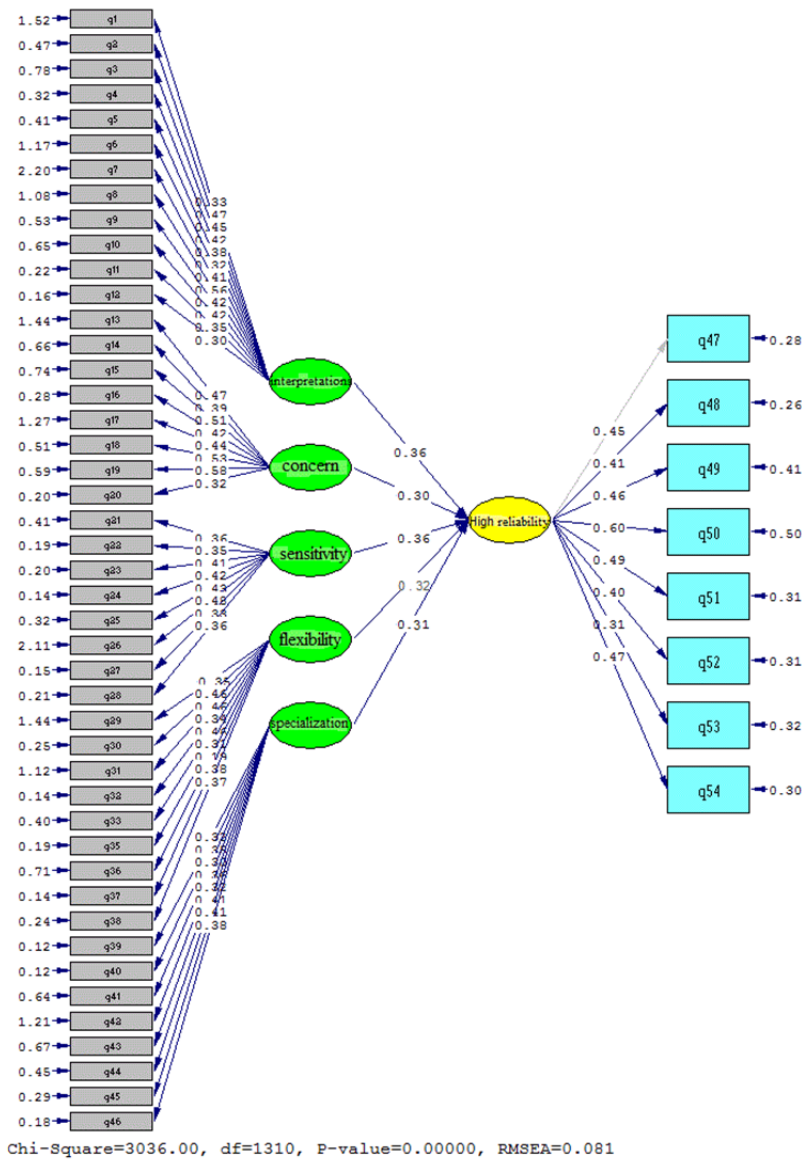 1.52 q1
0.47 q2
0.78 q3
0.32 q4
0.41 q5
1.17 q6
2.20 q7
1.08 q8
0.53 q9
0.65 q10
0.22 q11
0.16 q12
1.44 q13
0.66 q14
0.74 q15
0.28 q16
1.27 q17
0.51 q18
0.59 q19
0.20 q20
0.41 q21
0.19 q22
0.20 q23
0.14 q24
0.32 q25
2.11 q26
0.15 q27
0.21 q28
1.44 q29
0.25 q30
1.12 q31
0.14 q32
0.40 q33
0.19 q35
0.71 q36
0.14 q37
0.24 q38
0.12 q39
0.12 q40
0.64 q41
1.21 q42
0.67 q43
0.45 q44
0.29 q45
0.18 q46
0.33
0.47
0.45
0.42
0.38
0.32
0.41
0.56
0.42
0.42
0.35
0.30
0.47
0.39
0.51
0.42
0.44
0.53
0.58
0.32
0.36
0.35
0.41
0.42
0.43
0.36
0.38
0.37
0.41
0.41
0.38
interpretations
concern
sensitivity
flexibility
specialization
0.36
0.30
0.36
0.32
0.31
High reliability
0.45
0.41
0.46
0.60
0.49
0.40
0.31
0.47
q47 0.28
q48 0.26
q49 0.41
q50 0.50
q51 0.31
q52 0.31
q53 0.32
q54 0.30
Chi-Square=3036.00, df=1310, P-value=0.00000, RMSEA=0.081